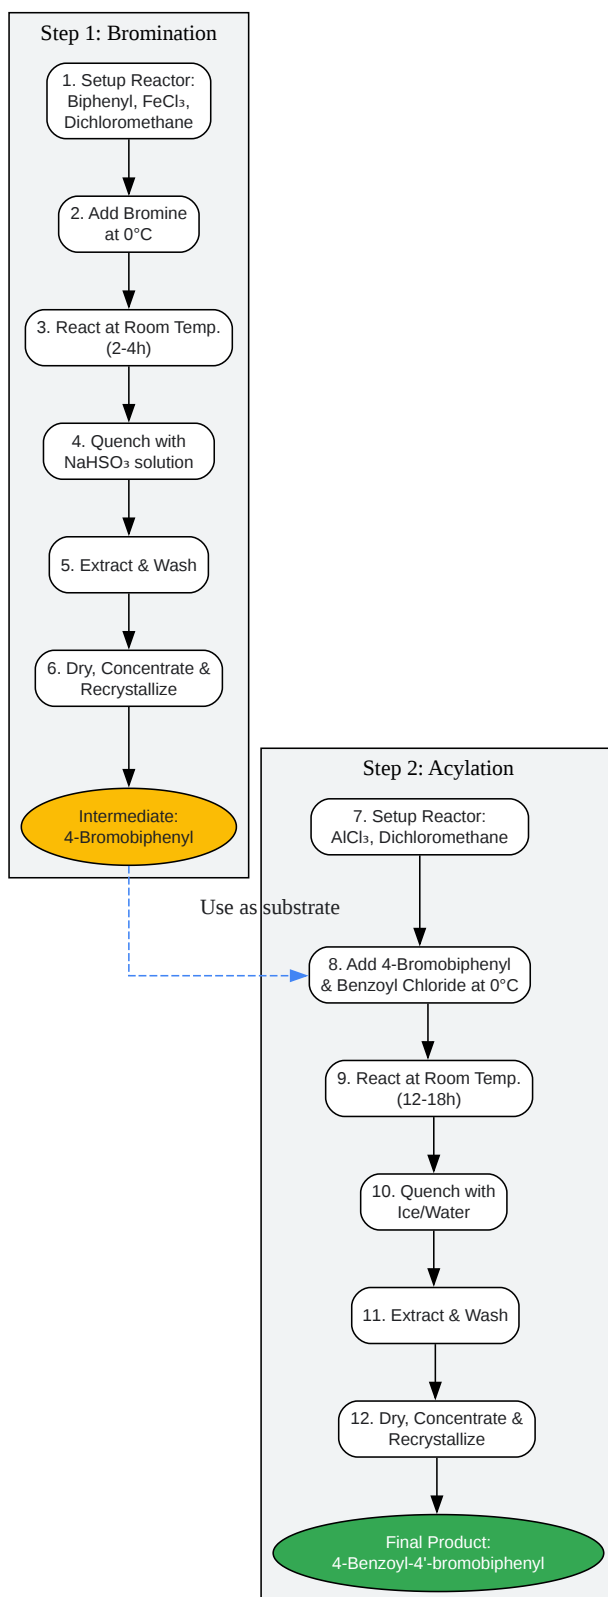 Step 1: Bromination
1. Setup Reactor:
Biphenyl, FeCl₃,
Dichloromethane
2. Add Bromine
at 0°C
3. React at Room Temp.
(2-4h)
4. Quench with
NaHSO₃ solution
5. Extract & Wash
6. Dry, Concentrate &
Recrystallize
Intermediate:
4-Bromobiphenyl
Use as substrate
Step 2: Acylation
7. Setup Reactor:
AlCl₃, Dichloromethane
8. Add 4-Bromobiphenyl
& Benzoyl Chloride at 0°C
9. React at Room Temp.
(12-18h)
10. Quench with
Ice/Water
11. Extract & Wash
12. Dry, Concentrate &
Recrystallize
Final Product:
4-Benzoyl-4'-bromobiphenyl